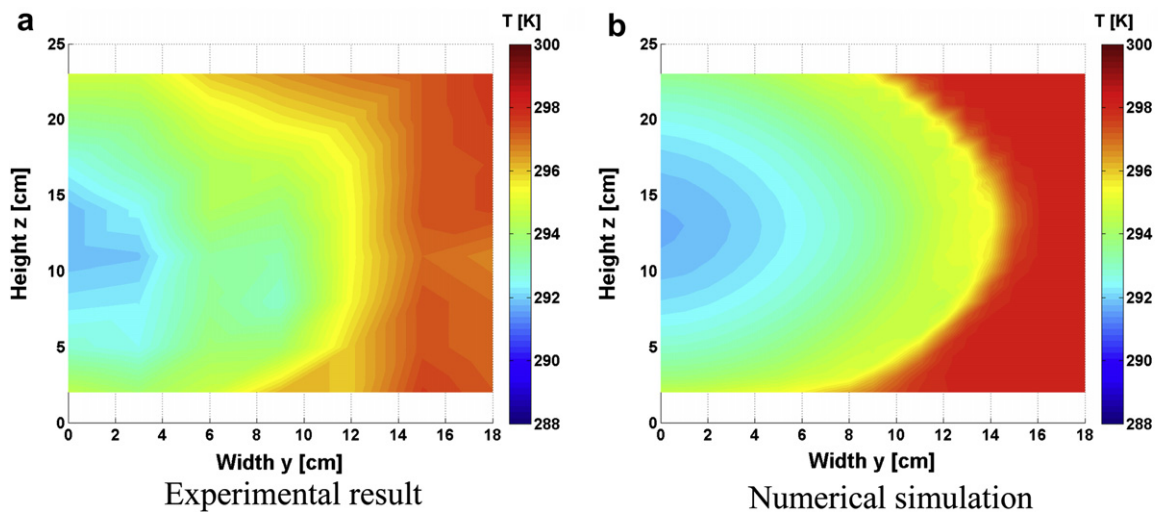 a
T [K]
25
20
15
10
5
0
Height z [cm]
0 2 4 6 8 10 12 14 16 18
Width y [cm]
300
298
296
294
292
290
288
Experimental result
b
T [K]
25
20
15
10
5
0
Height z [cm]
0 2 4 6 8 10 12 14 16 18
Width y [cm]
300
298
296
294
292
290
288
Numerical simulation